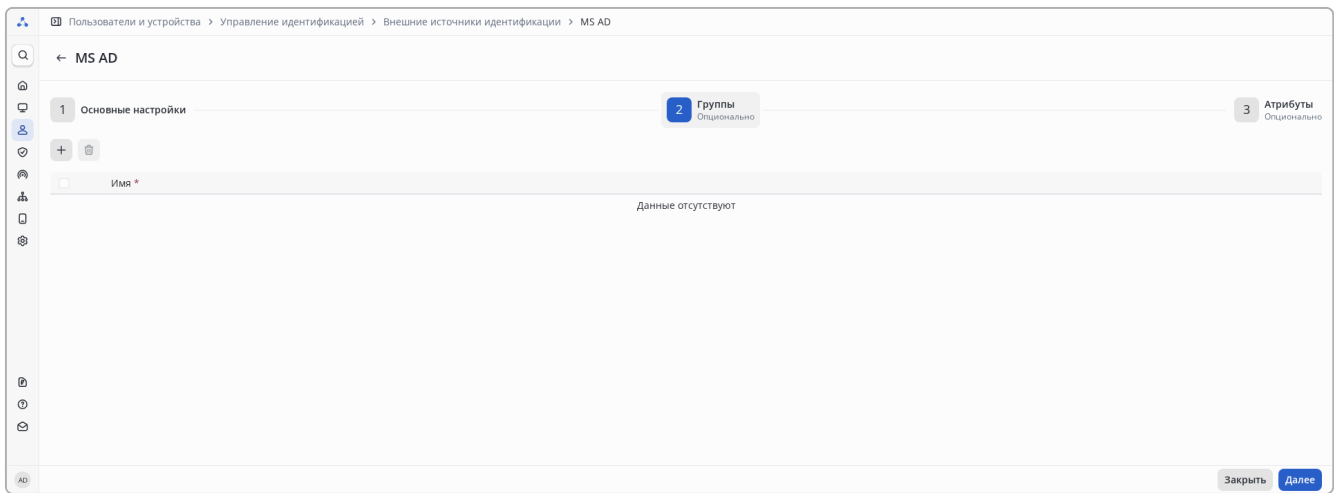 Пользователи и устройства > Управление идентификацией > Внешние источники идентификации > MS AD
← MS AD
1 Основные настройки
2 Группы
Опционально
3 Атрибуты
Опционально
Имя *
Данные отсутствуют
AD
Закрыть Далее